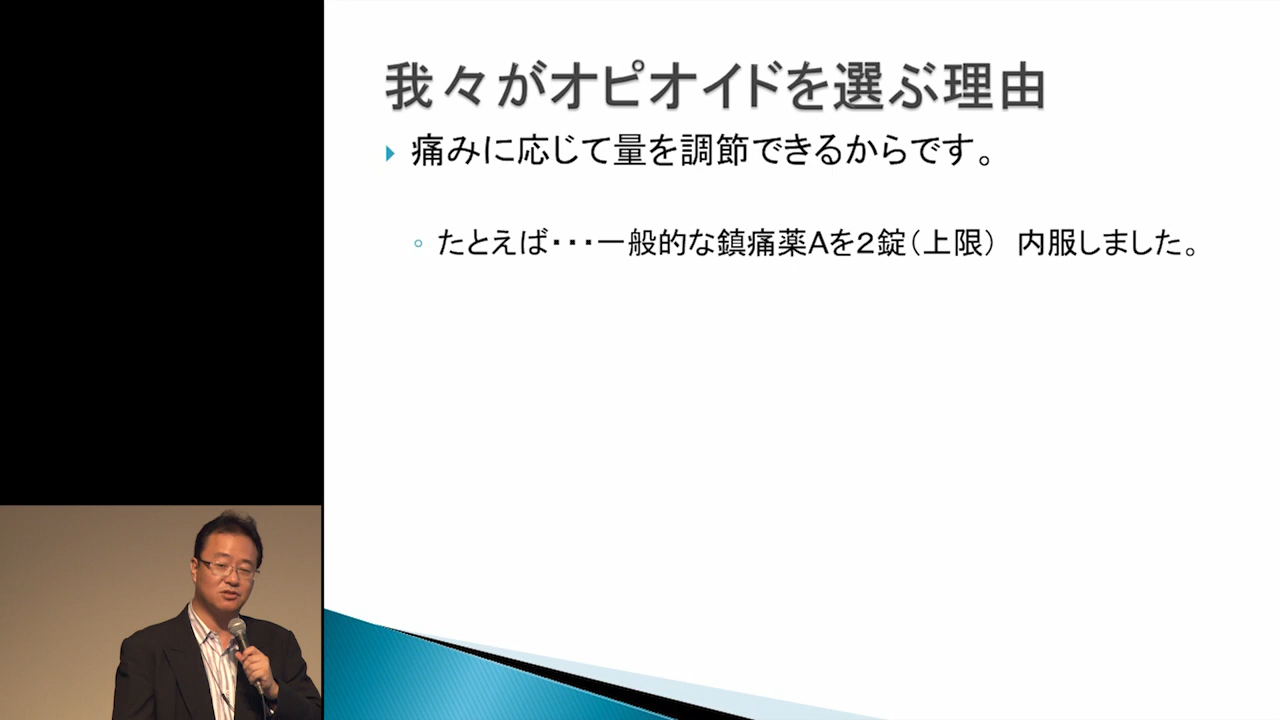 我々がオピオイドを選ぶ理由
痛みに応じて量を調節できるからです。
たとえば・・・一般的な鎮痛薬Aを２錠（上限）　内服しました。